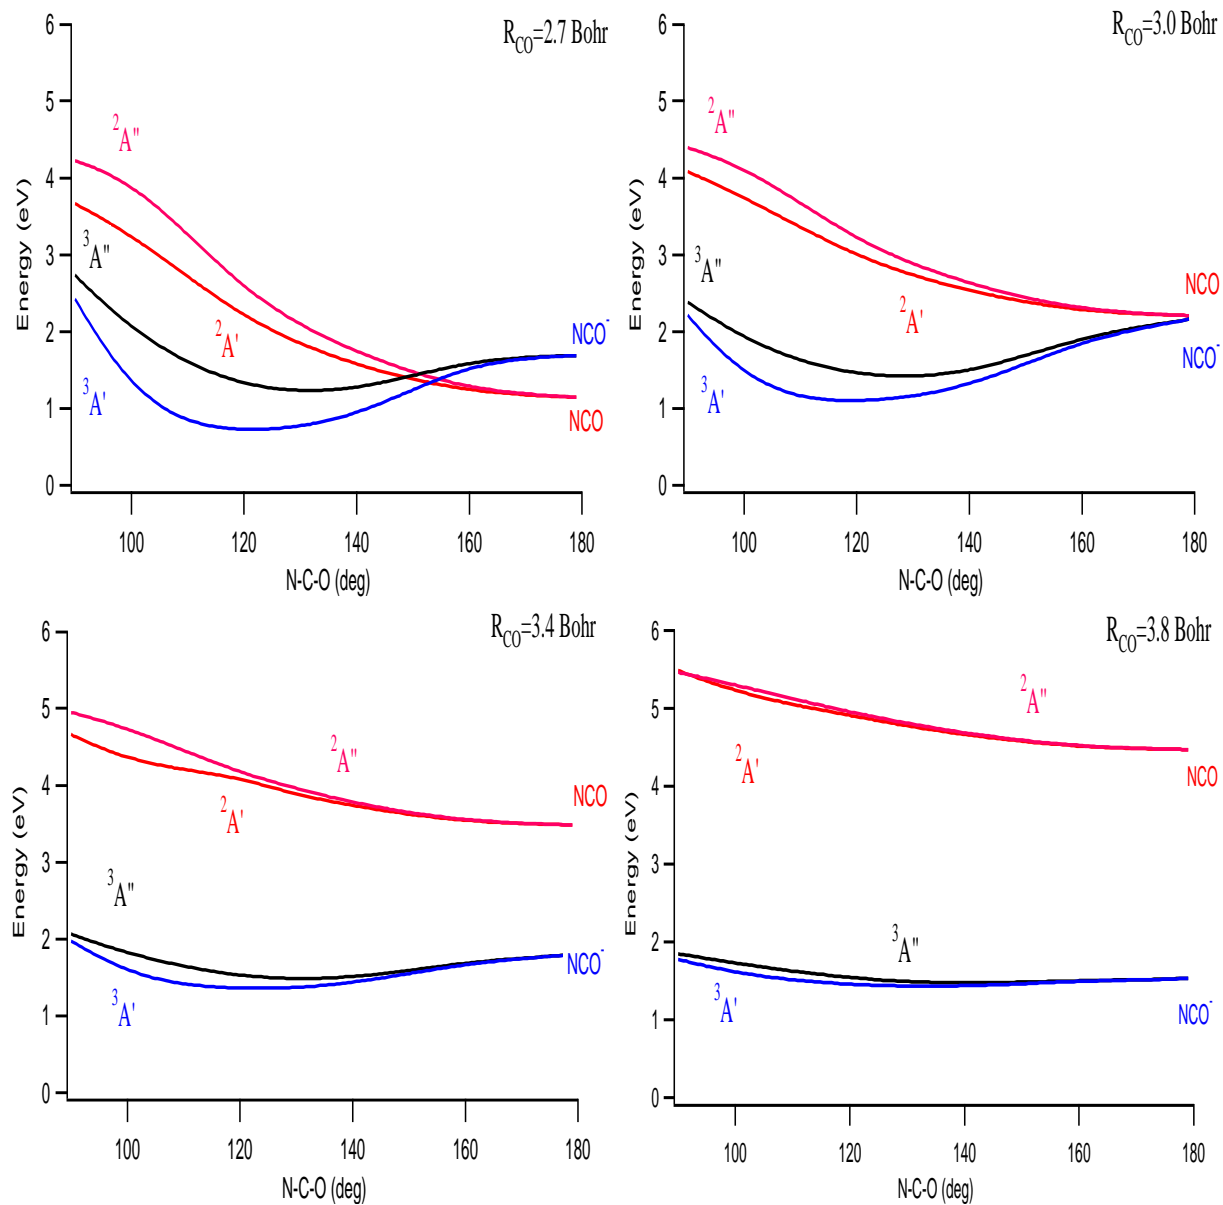 R_CO=2.7 Bohr
6
5
4
3
2
1
0
Energy (eV)
²A"
³A"
²A'
³A'
NCO⁻
NCO
100 120 140 160 180
N-C-O (deg)
R_CO=3.0 Bohr
6
5
4
3
2
1
0
Energy (eV)
²A"
³A"
²A'
³A'
NCO
NCO⁻
100 120 140 160 180
N-C-O (deg)
R_CO=3.4 Bohr
6
5
4
3
2
1
0
Energy (eV)
²A"
²A'
³A"
³A'
NCO
NCO⁻
100 120 140 160 180
N-C-O (deg)
R_CO=3.8 Bohr
6
5
4
3
2
1
0
Energy (eV)
²A"
²A'
³A"
³A'
NCO
NCO⁻
100 120 140 160 180
N-C-O (deg)